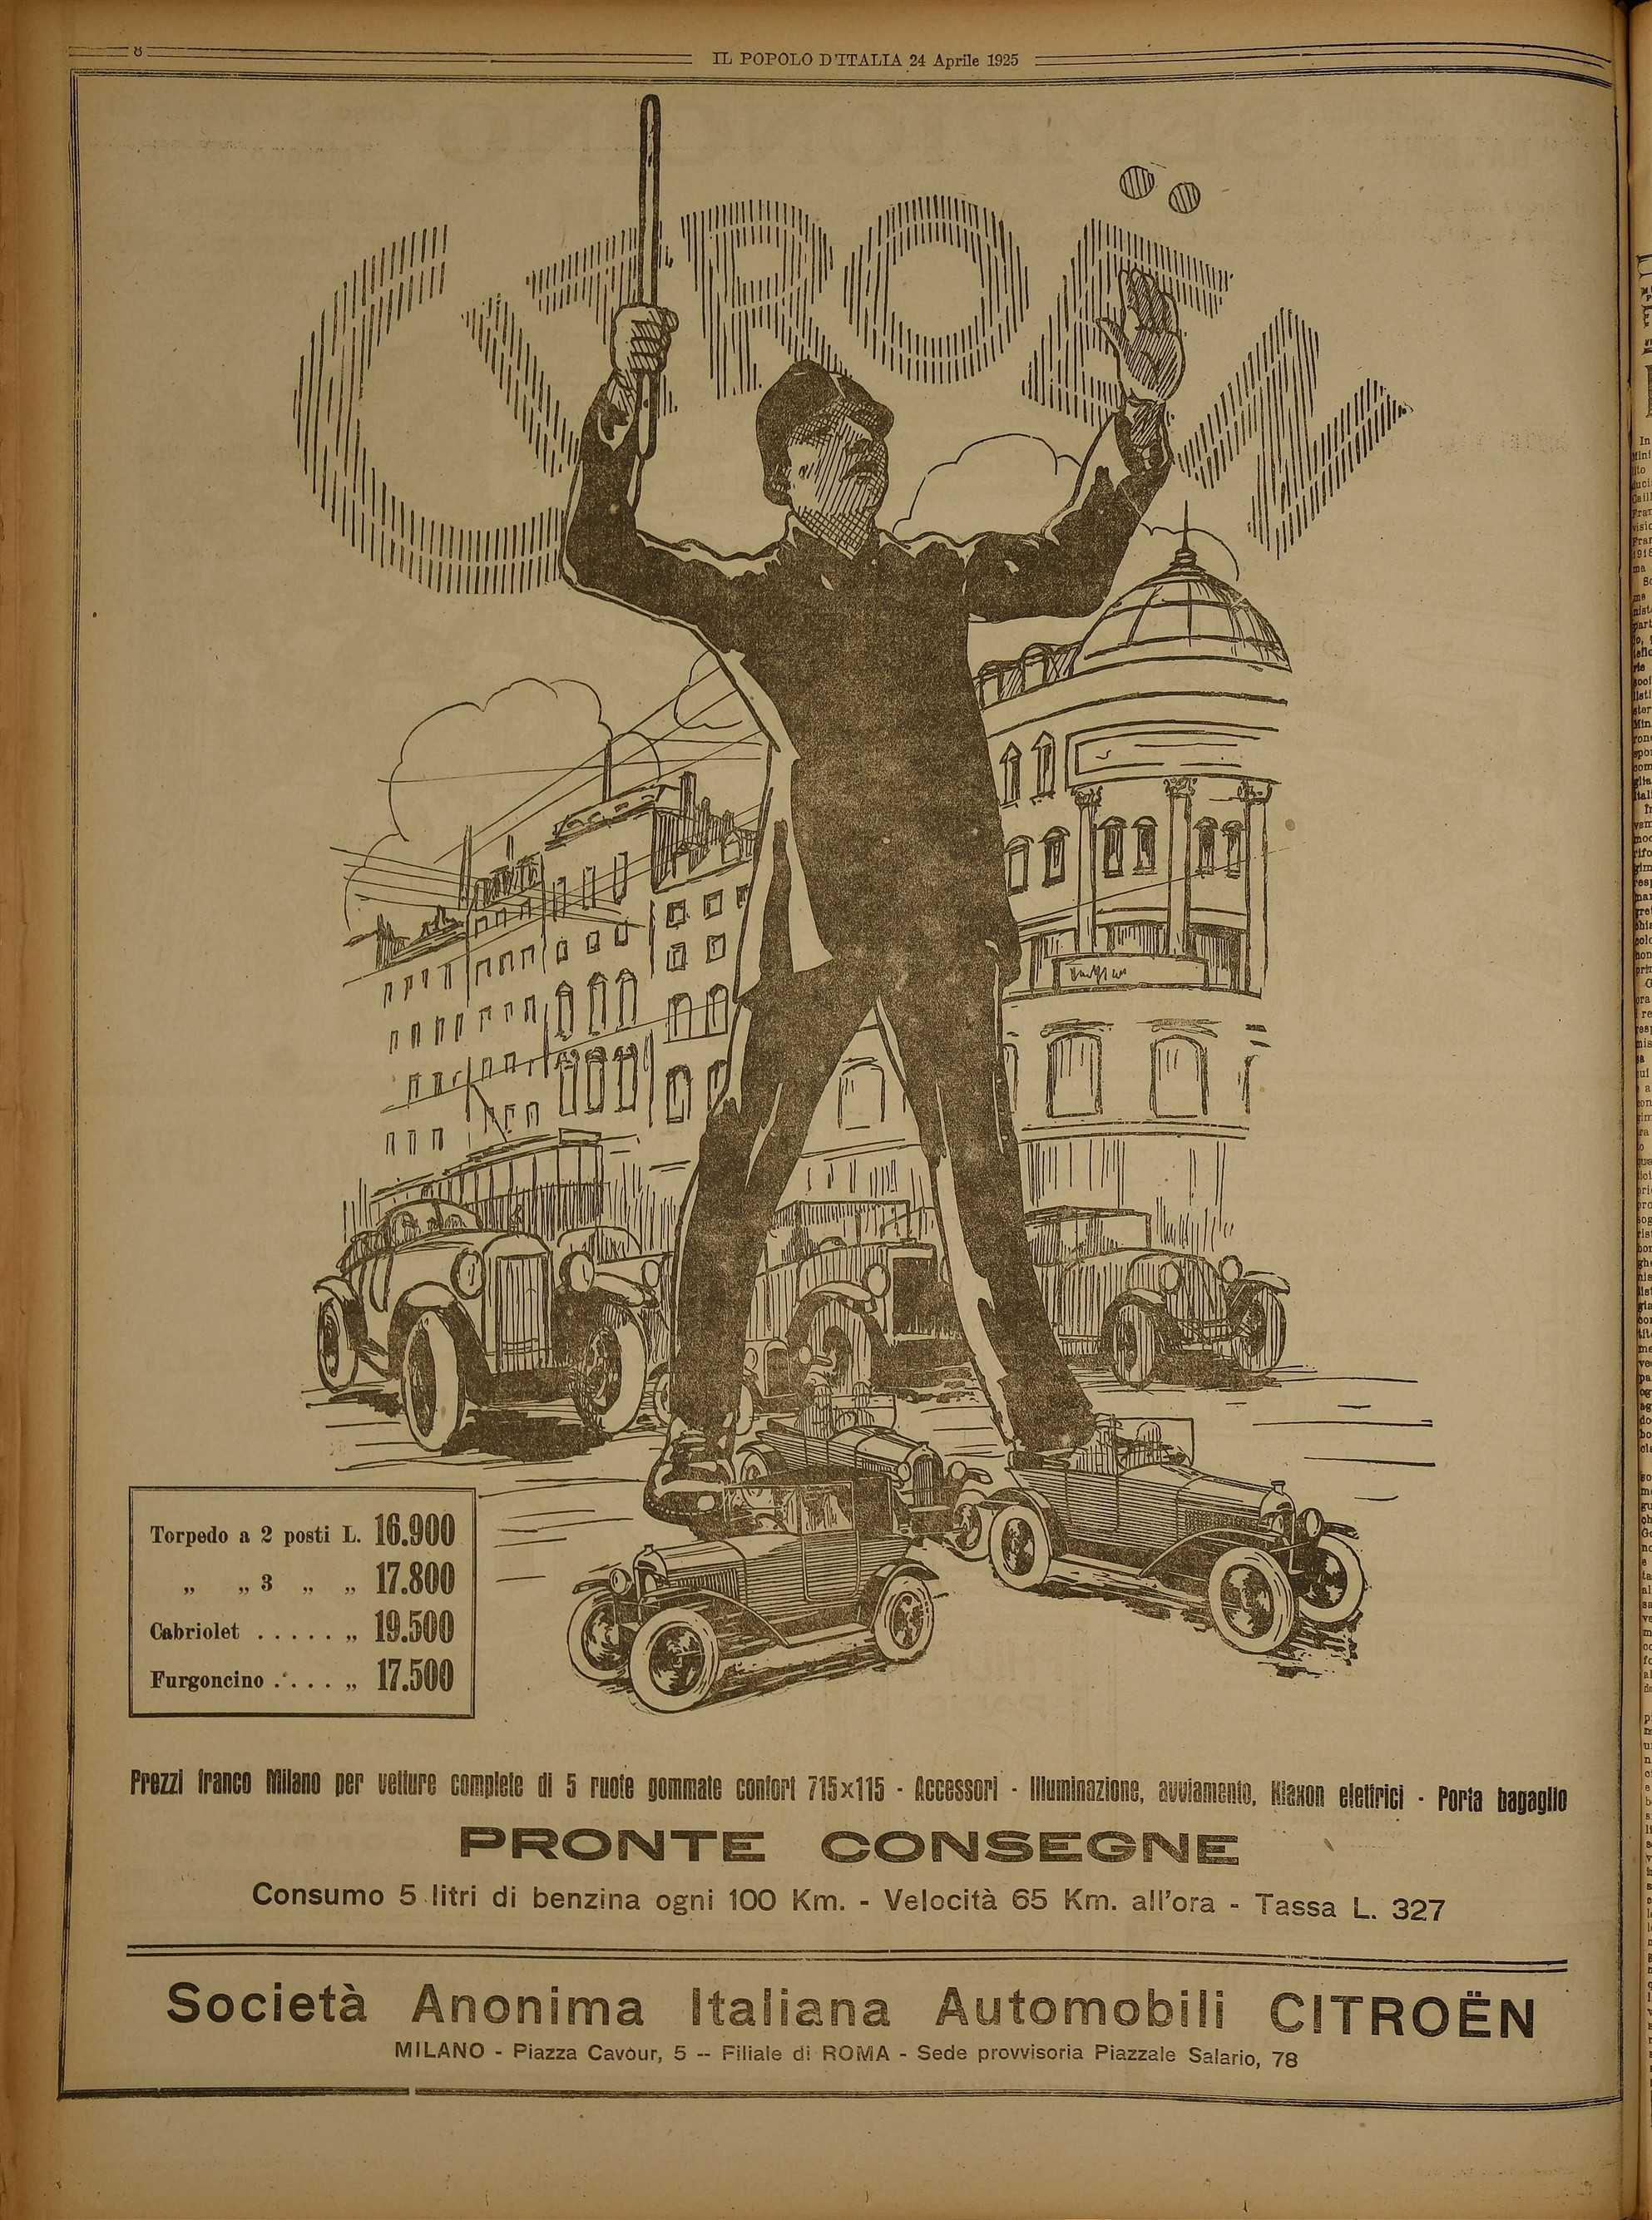 8
IL POPOLO D'ITALIA 24 Aprile 1925
CITROËN
Torpedo a 2 posti L. 16.900
„ „ 3 „ „ 17.800
Cabriolet . . . . . „ 19.500
Furgoncino . . . . „ 17.500
Prezzi franco Milano per vetture complete di 5 ruote gommate confort 715×115 - Accessori - Illuminazione, avviamento, Klaxon elettrici - Porta bagaglio
PRONTE CONSEGNE
Consumo 5 litri di benzina ogni 100 Km. - Velocità 65 Km. all'ora - Tassa L. 327
Società Anonima Italiana Automobili CITROËN
MILANO - Piazza Cavour, 5 -- Filiale di ROMA - Sede provvisoria Piazzale Salario, 78